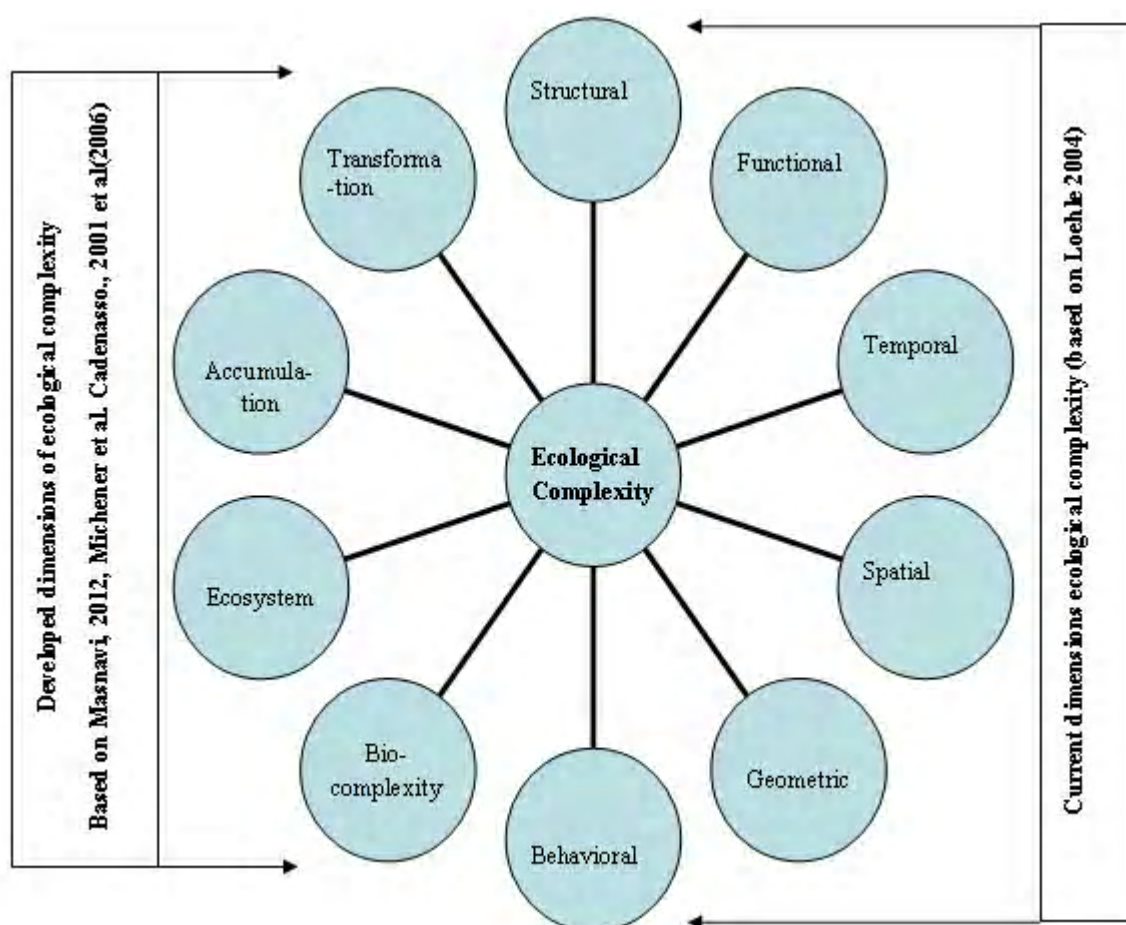 Developed dimensions of ecological complexity
Based on Masnavi, 2012, Michener et al. Cadenasso., 2001 et al(2006)
Structural
Functional
Temporal
Spatial
Geometric
Behavioral
Bio-
complexity
Ecosystem
Accumula-
tion
Transforma
-tion
Ecological
Complexity
Current dimensions ecological complexity (based on Loehle 2004)